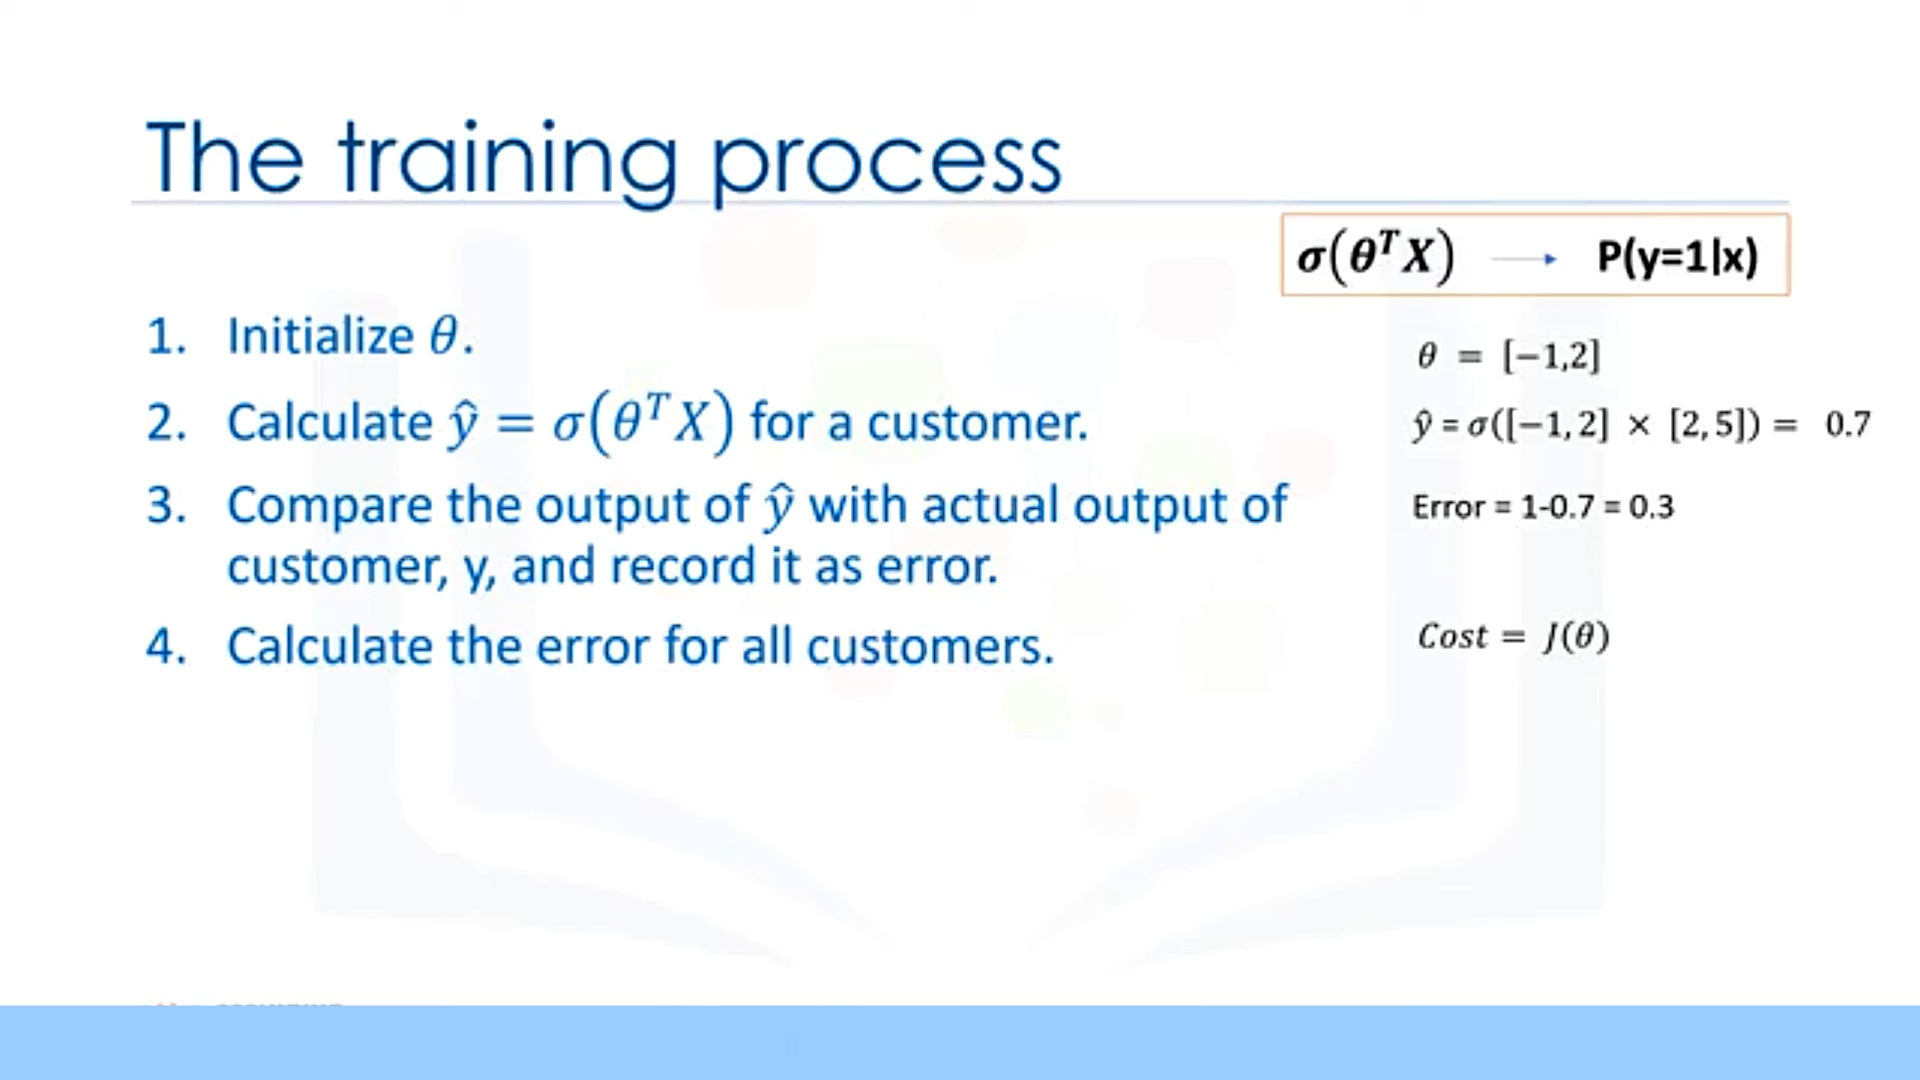 The training process
σ(θᵀX) → P(y=1|x)
1. Initialize θ.
θ = [−1,2]
2. Calculate ŷ = σ(θᵀX) for a customer.
ŷ = σ([−1, 2] × [2, 5]) = 0.7
3. Compare the output of ŷ with actual output of
customer, y, and record it as error.
Error = 1-0.7 = 0.3
4. Calculate the error for all customers.
Cost = J(θ)